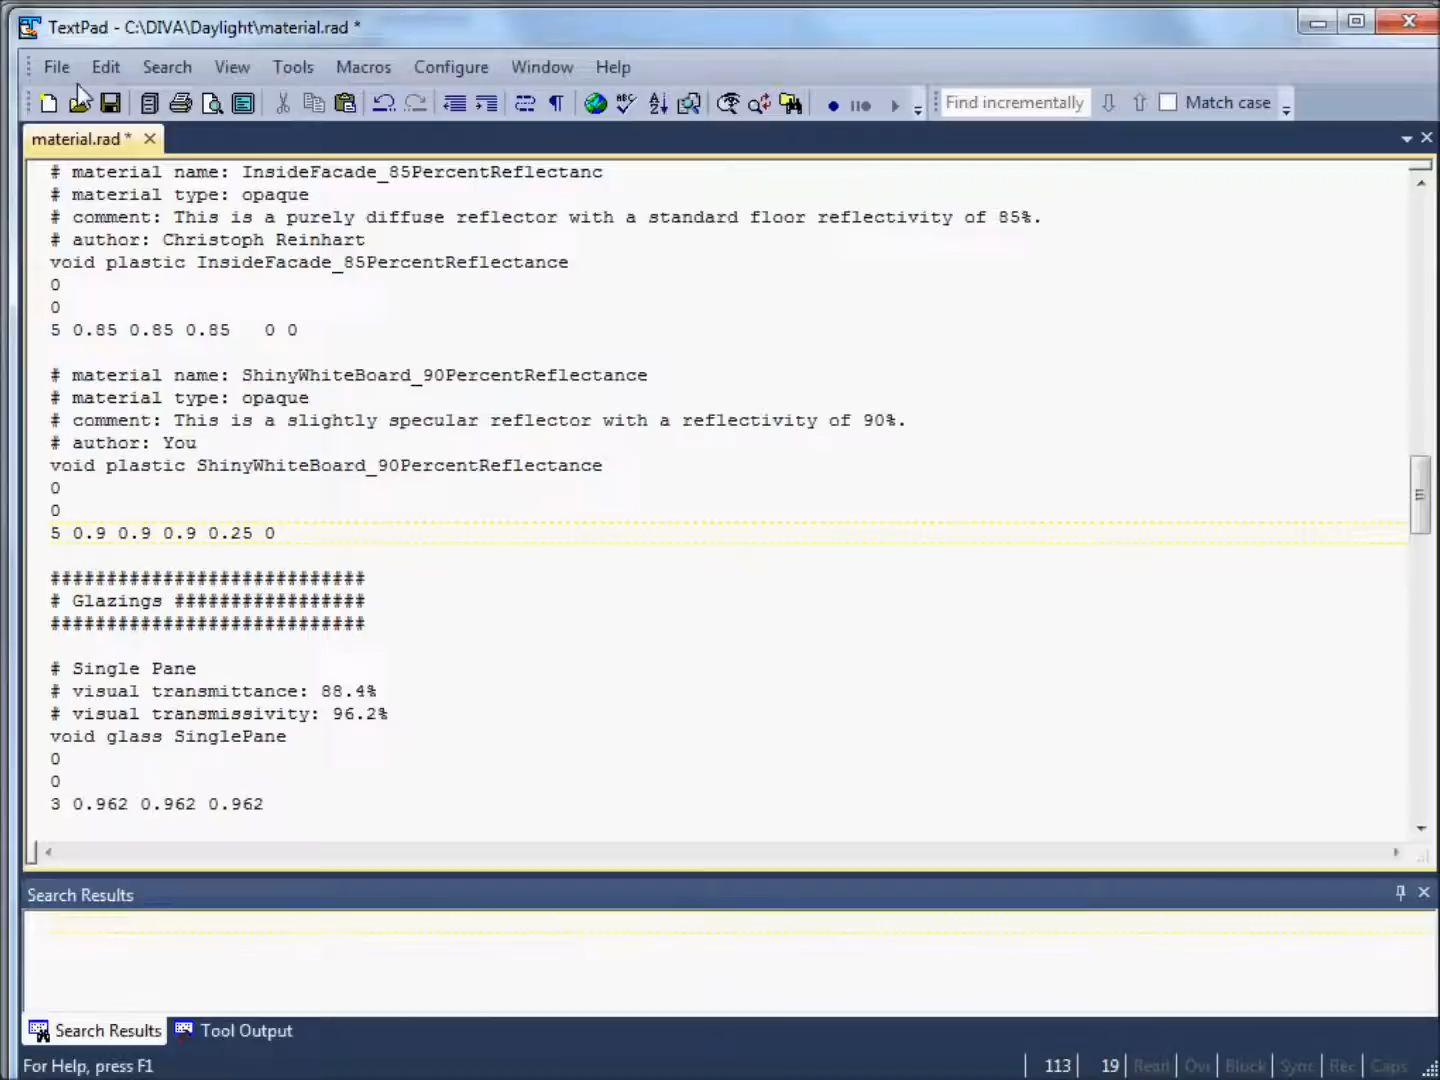 TextPad - C:\DIVA\Daylight\material.rad *
File Edit Search View Tools Macros Configure Window Help
Find incrementally Match case
material.rad *
# material name: InsideFacade_85PercentReflectanc
# material type: opaque
# comment: This is a purely diffuse reflector with a standard floor reflectivity of 85%.
# author: Christoph Reinhart
void plastic InsideFacade_85PercentReflectance
0
0
5 0.85 0.85 0.85 0 0
# material name: ShinyWhiteBoard_90PercentReflectance
# material type: opaque
# comment: This is a slightly specular reflector with a reflectivity of 90%.
# author: You
void plastic ShinyWhiteBoard_90PercentReflectance
0
0
5 0.9 0.9 0.9 0.25 0
############################
# Glazings #################
############################
# Single Pane
# visual transmittance: 88.4%
# visual transmissivity: 96.2%
void glass SinglePane
0
0
3 0.962 0.962 0.962
Search Results
Search Results Tool Output
For Help, press F1 113 19 Read Ovr Block Sync Rec Caps